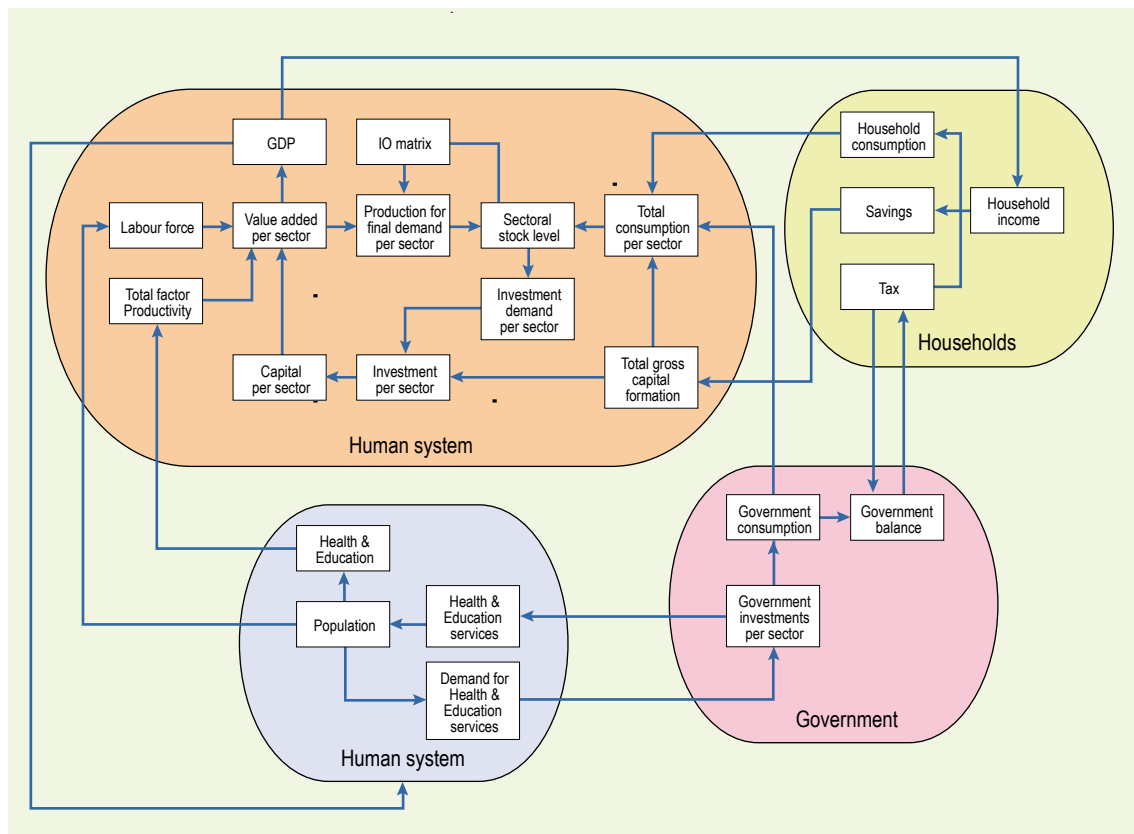 GDP
IO matrix
Labour force
Value added
per sector
Production for
final demand
per sector
Sectoral
stock level
Total
consumption
per sector
Total factor
Productivity
Investment
demand
per sector
Capital
per sector
Investment
per sector
Total gross
capital
formation
Human system
Household
consumption
Savings
Household
income
Tax
Households
Health &
Education
Population
Health &
Education
services
Demand for
Health &
Education
services
Human system
Government
consumption
Government
balance
Government
investments
per sector
Government